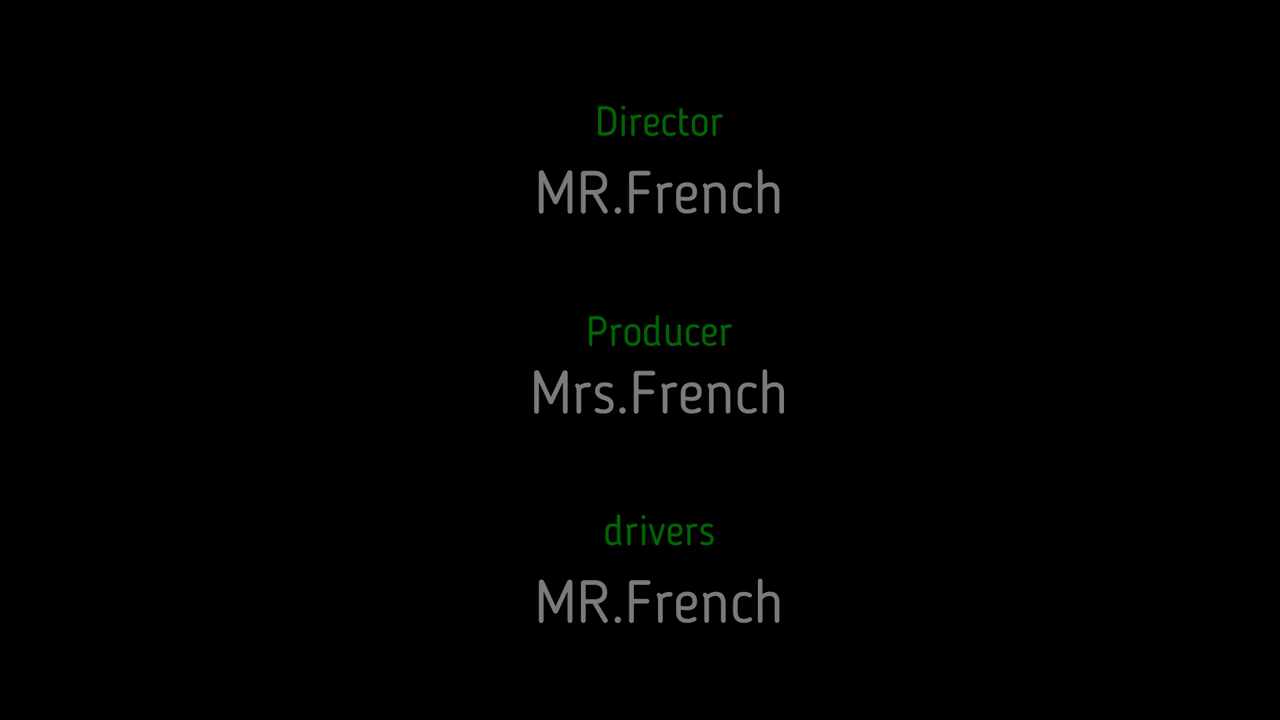 Director
MR.French
Producer
Mrs.French
drivers
MR.French